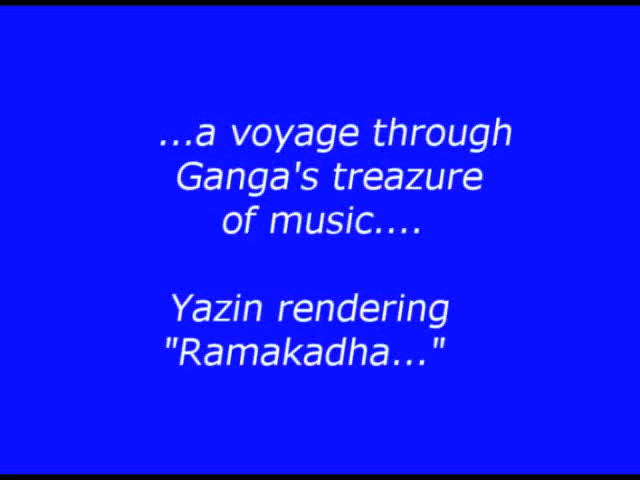 ...a voyage through
Ganga's treazure
of music....
Yazin rendering
"Ramakadha..."